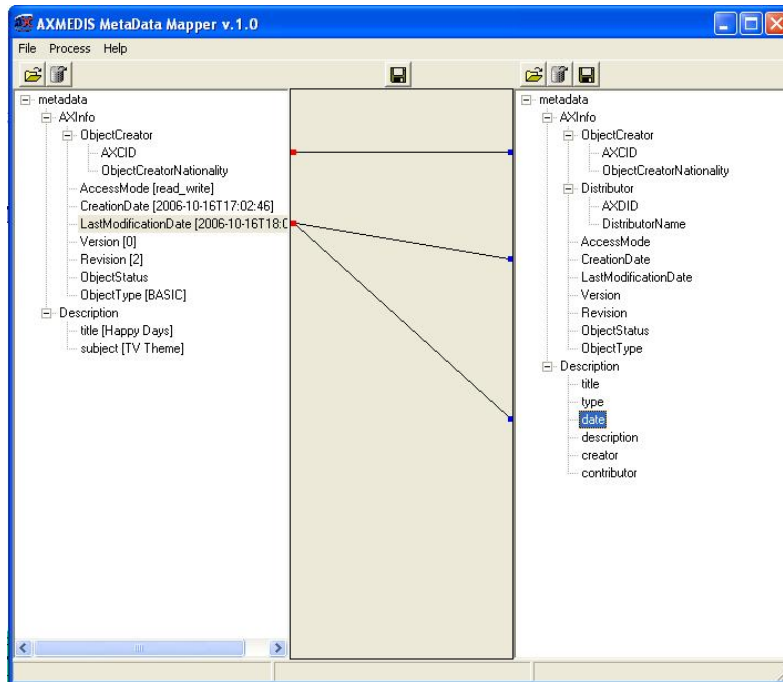 AXMEDIS MetaData Mapper v.1.0
File Process Help
metadata
AXInfo
ObjectCreator
AXCID
ObjectCreatorNationality
AccessMode [read_write]
CreationDate [2006-10-16T17:02:46]
LastModificationDate [2006-10-16T18:0
Version [0]
Revision [2]
ObjectStatus
ObjectType [BASIC]
Description
title [Happy Days]
subject [TV Theme]
metadata
AXInfo
ObjectCreator
AXCID
ObjectCreatorNationality
Distributor
AXDID
DistributorName
AccessMode
CreationDate
LastModificationDate
Version
Revision
ObjectStatus
ObjectType
Description
title
type
date
description
creator
contributor